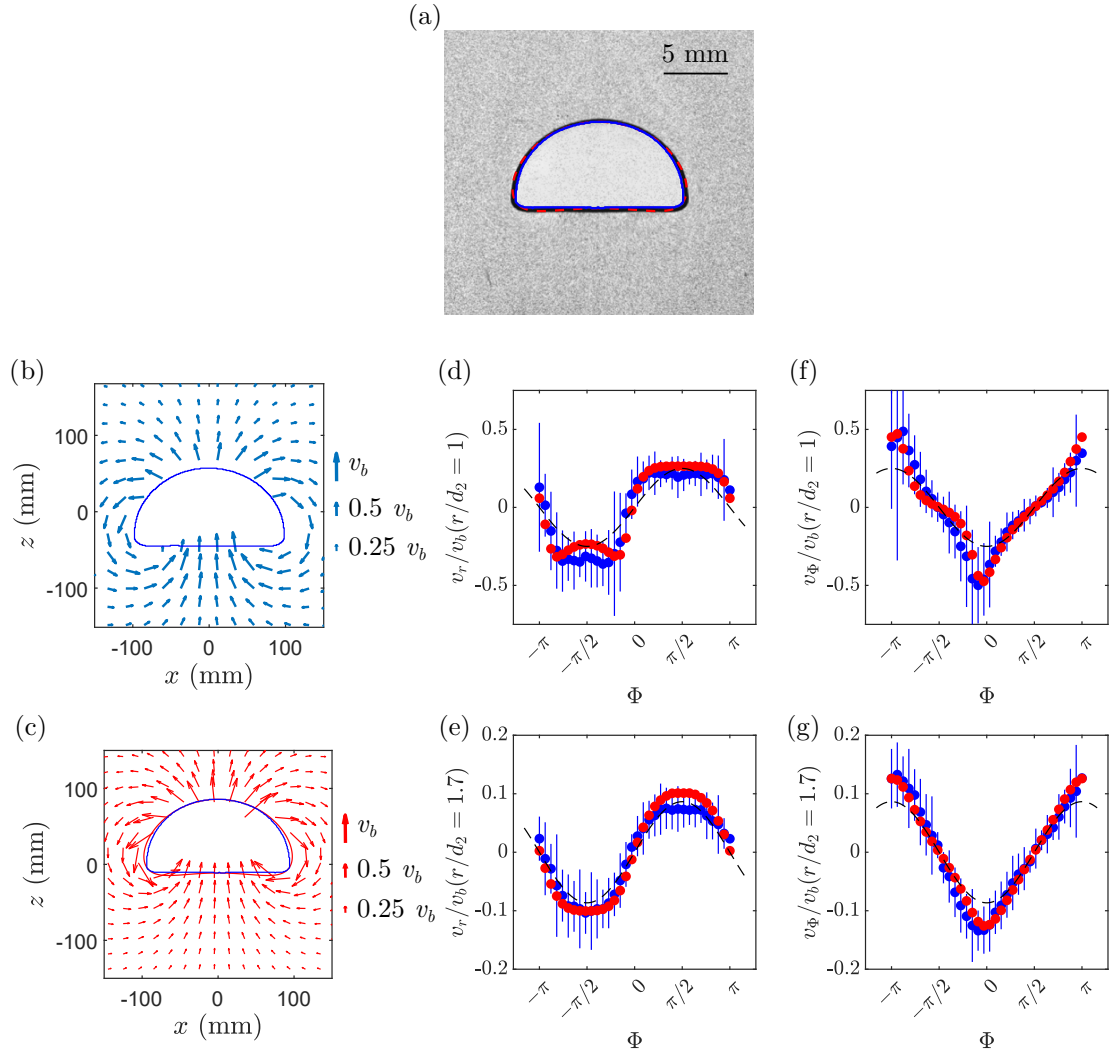 (a)
5 mm
(b)
z (mm)
100
0
-100
-100
0
100
x (mm)
v_b
0.5 v_b
0.25 v_b
(c)
z (mm)
100
0
-100
-100
0
100
x (mm)
v_b
0.5 v_b
0.25 v_b
(d)
v_r/v_b(r/d_2 = 1)
0.5
0
-0.5
−π
−π/2
0
π/2
π
Φ
(e)
v_r/v_b(r/d_2 = 1.7)
0.2
0.1
0
-0.1
-0.2
−π
−π/2
0
π/2
π
Φ
(f)
v_Φ/v_b(r/d_2 = 1)
0.5
0
-0.5
−π
−π/2
0
π/2
π
Φ
(g)
v_Φ/v_b(r/d_2 = 1.7)
0.2
0.1
0
-0.1
-0.2
−π
−π/2
0
π/2
π
Φ